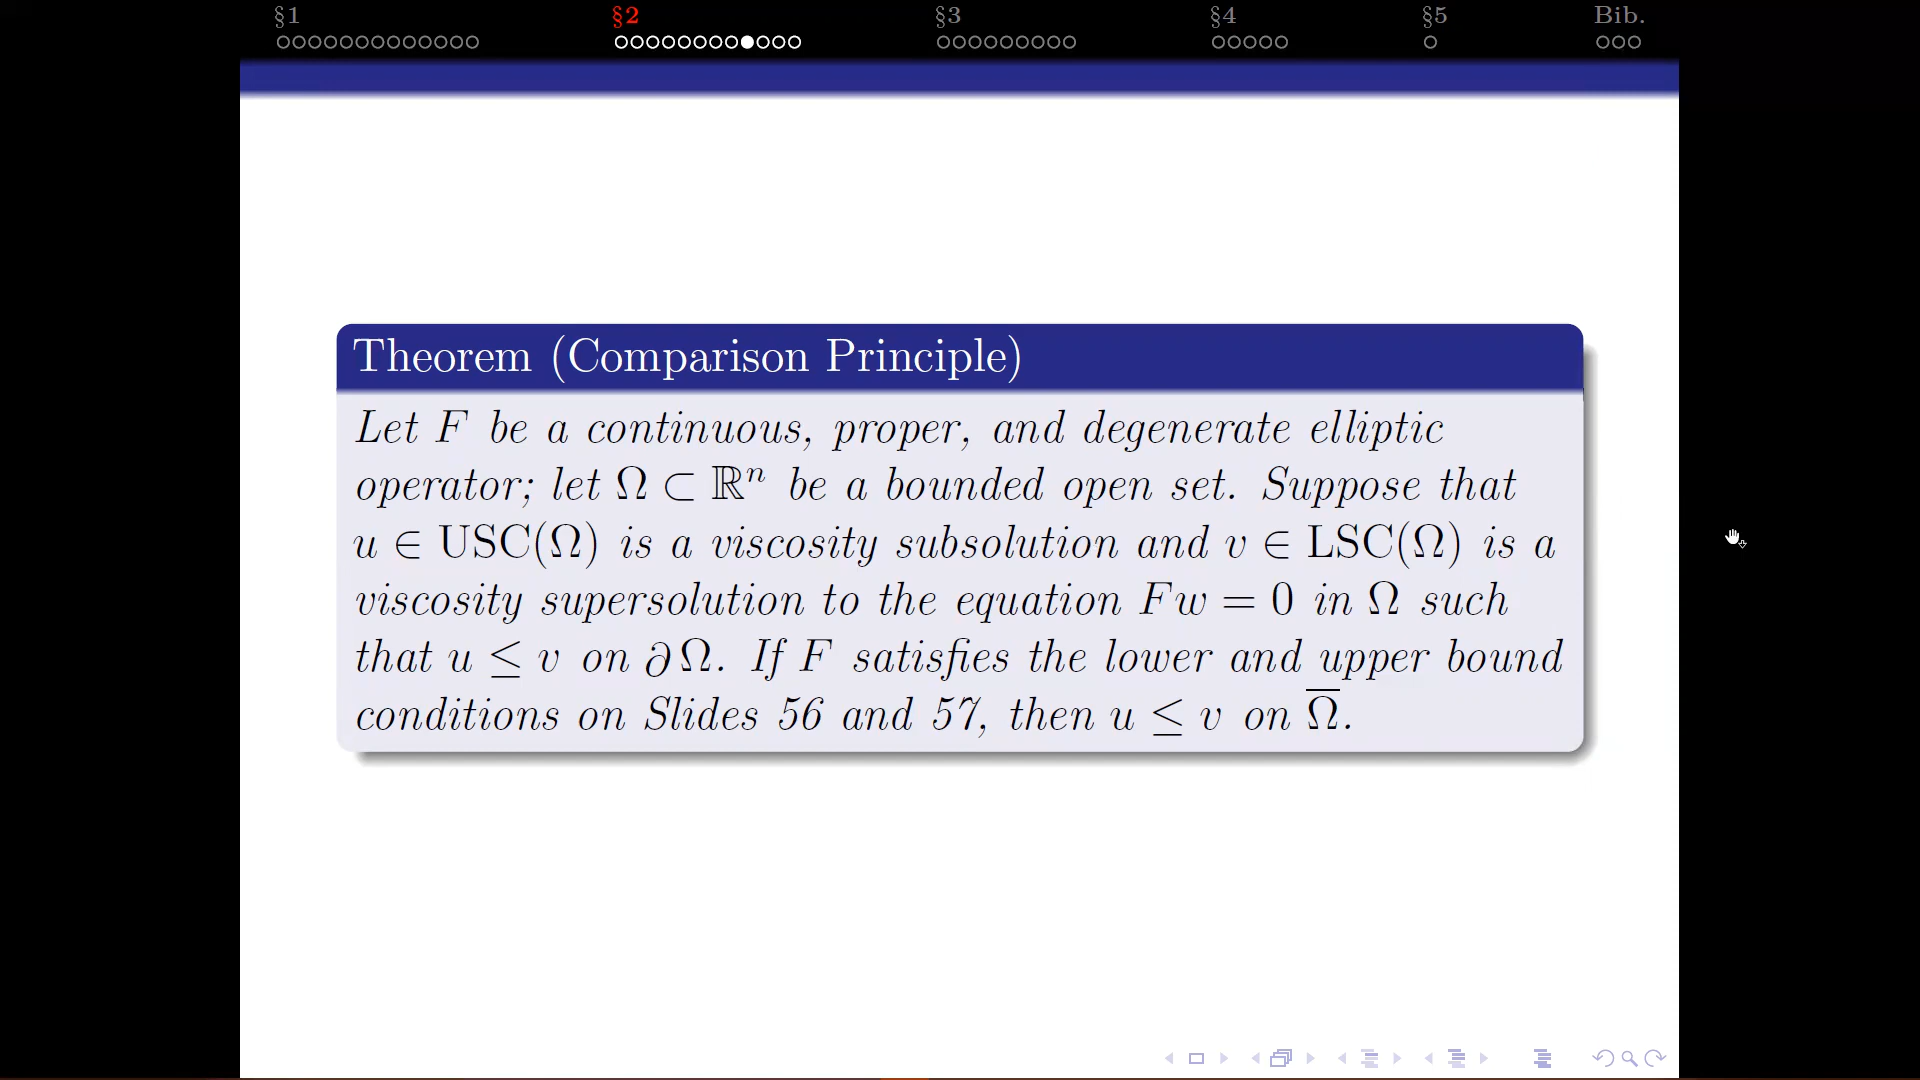 §1 §2 §3 §4 §5 Bib.
Theorem (Comparison Principle)
Let F be a continuous, proper, and degenerate elliptic
operator; let Ω ⊂ ℝⁿ be a bounded open set. Suppose that
u ∈ USC(Ω) is a viscosity subsolution and v ∈ LSC(Ω) is a
viscosity supersolution to the equation Fw = 0 in Ω such
that u ≤ v on ∂Ω. If F satisfies the lower and upper bound
conditions on Slides 56 and 57, then u ≤ v on Ω̅.